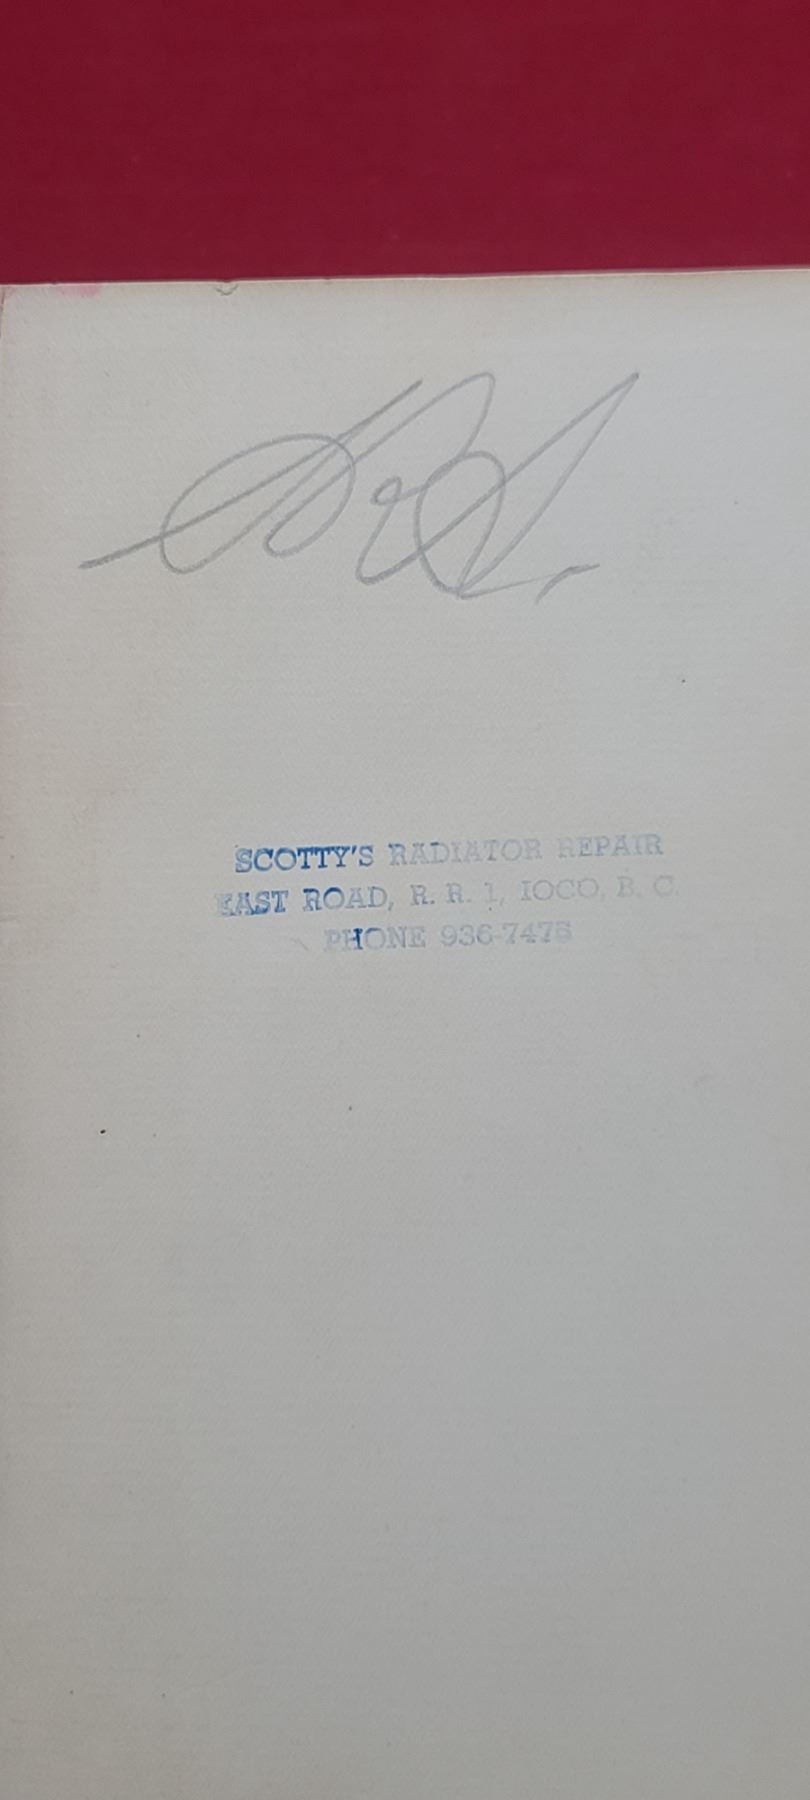 SCOTTY'S RADIATOR REPAIR
EAST ROAD, R. R. 1, IOCO, B. C.
PHONE 936-7475